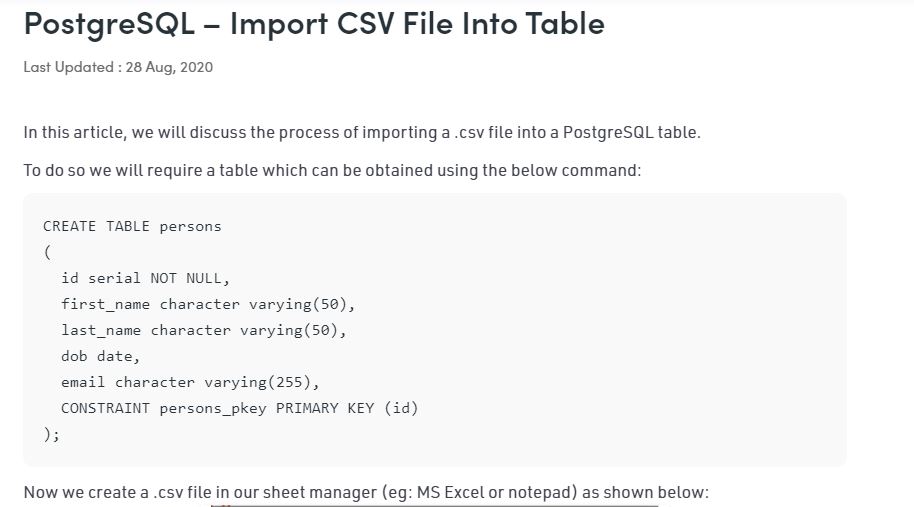 PostgreSQL – Import CSV File Into Table
Last Updated : 28 Aug, 2020
In this article, we will discuss the process of importing a .csv file into a PostgreSQL table.
To do so we will require a table which can be obtained using the below command:
CREATE TABLE persons
(
  id serial NOT NULL,
  first_name character varying(50),
  last_name character varying(50),
  dob date,
  email character varying(255),
  CONSTRAINT persons_pkey PRIMARY KEY (id)
);
Now we create a .csv file in our sheet manager (eg: MS Excel or notepad) as shown below: